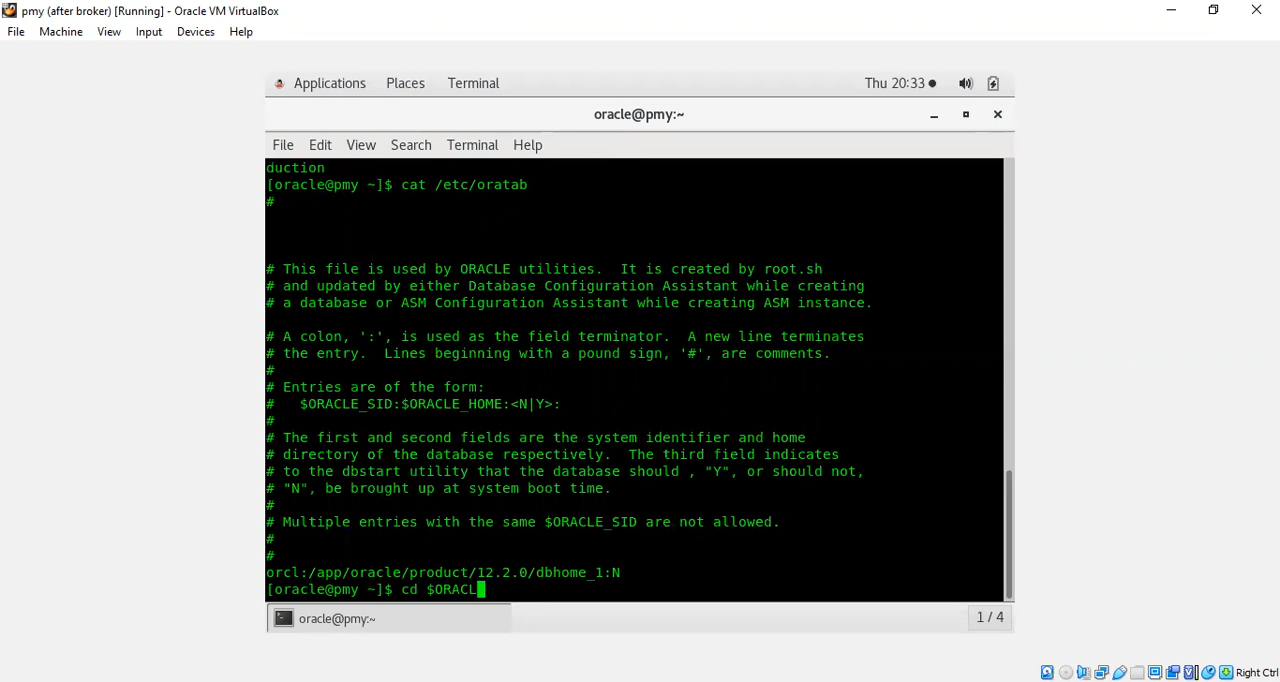 pmy (after broker) [Running] - Oracle VM VirtualBox
File Machine View Input Devices Help
Applications Places Terminal Thu 20:33
oracle@pmy:~
File Edit View Search Terminal Help
duction
[oracle@pmy ~]$ cat /etc/oratab
#
# This file is used by ORACLE utilities.  It is created by root.sh
# and updated by either Database Configuration Assistant while creating
# a database or ASM Configuration Assistant while creating ASM instance.
# A colon, ':', is used as the field terminator.  A new line terminates
# the entry.  Lines beginning with a pound sign, '#', are comments.
#
# Entries are of the form:
#   $ORACLE_SID:$ORACLE_HOME:<N|Y>:
#
# The first and second fields are the system identifier and home
# directory of the database respectively.  The third field indicates
# to the dbstart utility that the database should , "Y", or should not,
# "N", be brought up at system boot time.
#
# Multiple entries with the same $ORACLE_SID are not allowed.
#
#
orcl:/app/oracle/product/12.2.0/dbhome_1:N
[oracle@pmy ~]$ cd $ORACL
oracle@pmy:~ 1 / 4
Right Ctrl